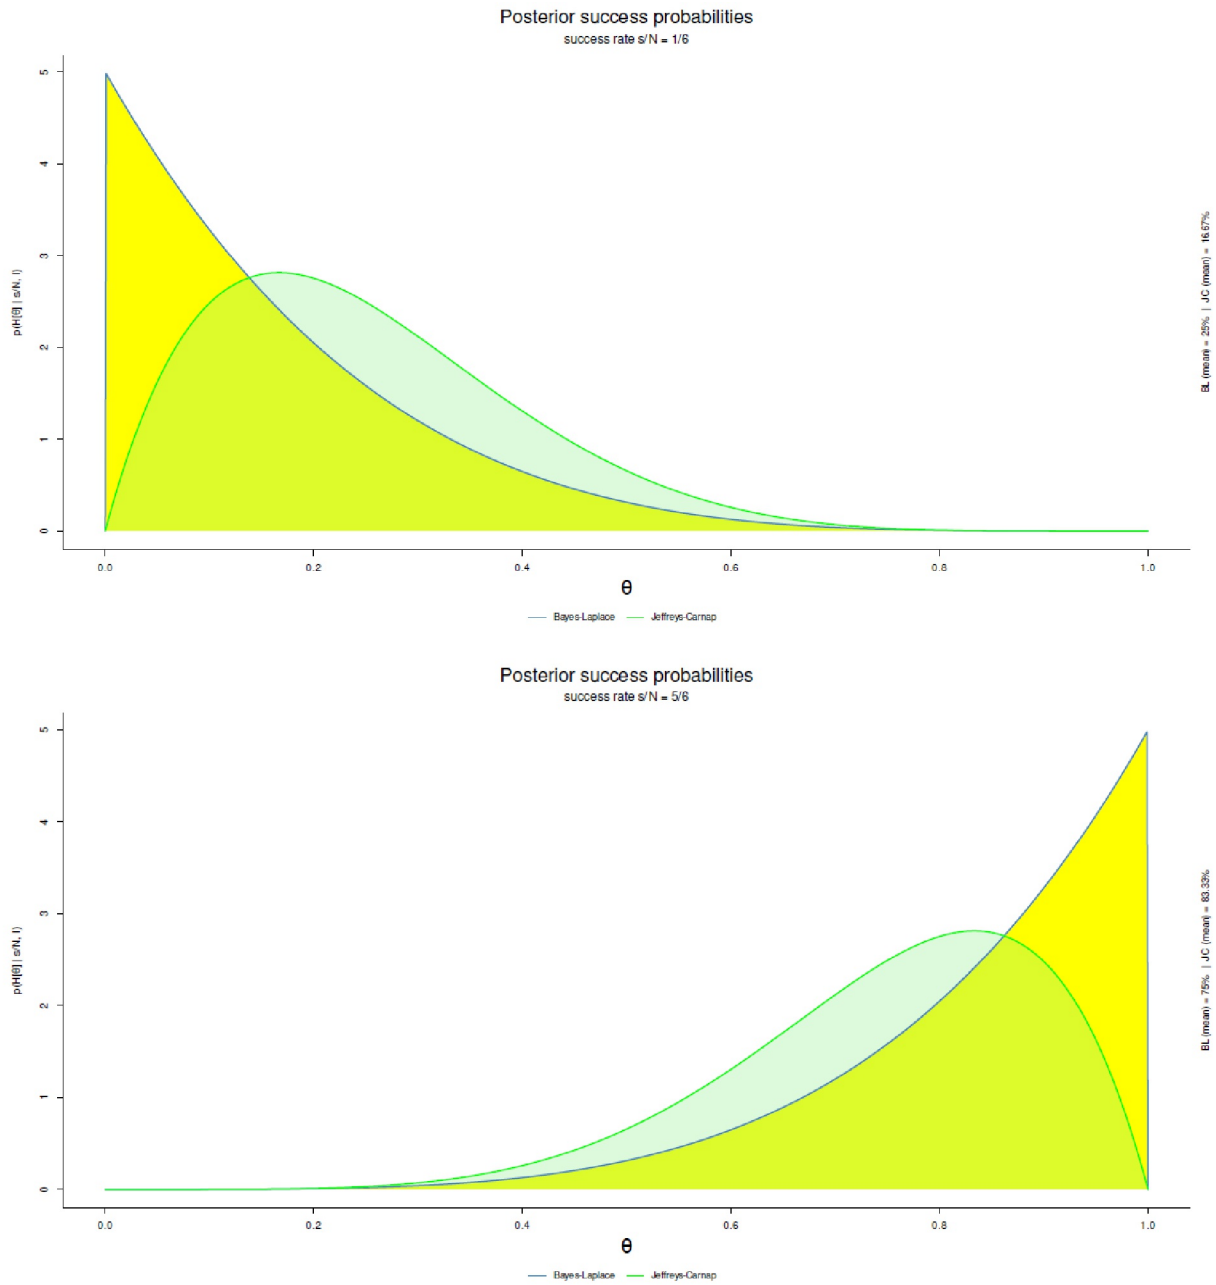 Posterior success probabilities
success rate s/N = 1/6
5
4
3
2
1
0
p(H[θ] | s/N, I)
BL (mean) = 25% | JC (mean) = 16.67%
0.0 0.2 0.4 0.6 0.8 1.0
θ
Bayes-Laplace Jeffreys-Carnap
Posterior success probabilities
success rate s/N = 5/6
5
4
3
2
1
0
p(H[θ] | s/N, I)
BL (mean) = 75% | JC (mean) = 83.33%
0.0 0.2 0.4 0.6 0.8 1.0
θ
Bayes-Laplace Jeffreys-Carnap